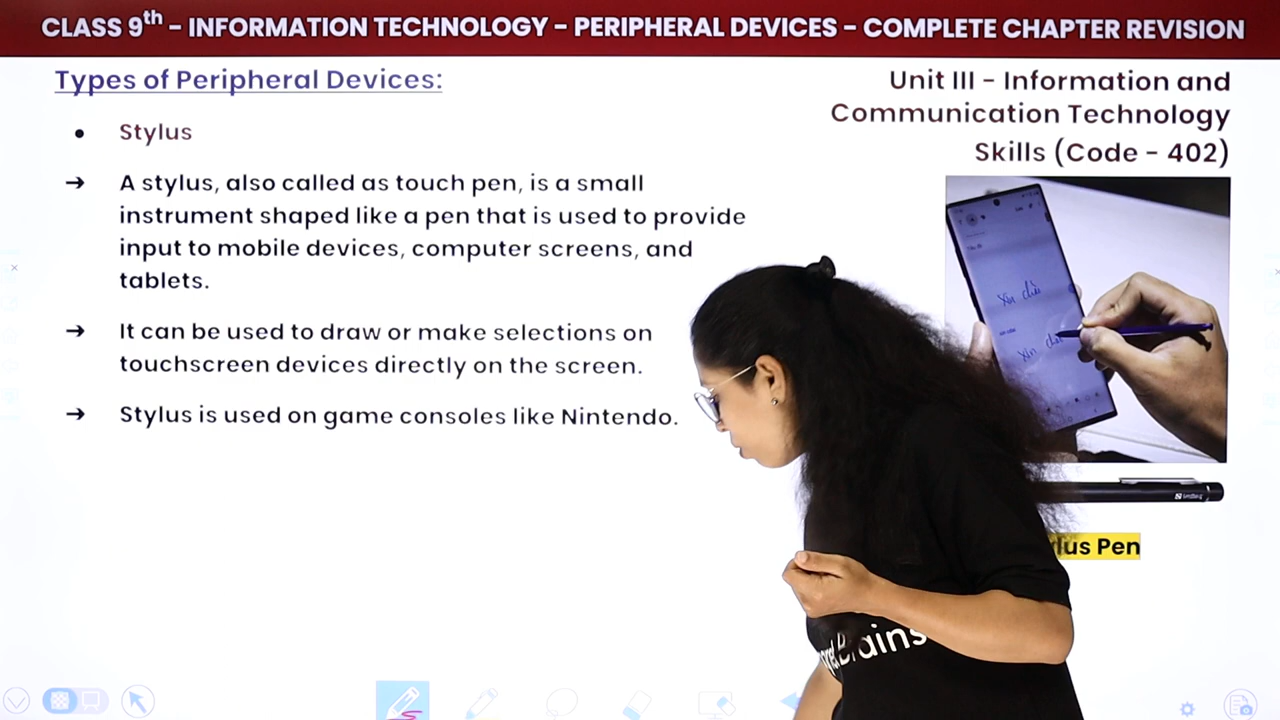 CLASS 9th – INFORMATION TECHNOLOGY – PERIPHERAL DEVICES – COMPLETE CHAPTER REVISION
Types of Peripheral Devices:
Unit III – Information and
Communication Technology
Skills (Code - 402)
• Stylus
→ A stylus, also called as touch pen, is a small
instrument shaped like a pen that is used to provide
input to mobile devices, computer screens, and
tablets.
→ It can be used to draw or make selections on
touchscreen devices directly on the screen.
→ Stylus is used on game consoles like Nintendo.
Xin chào
Pen